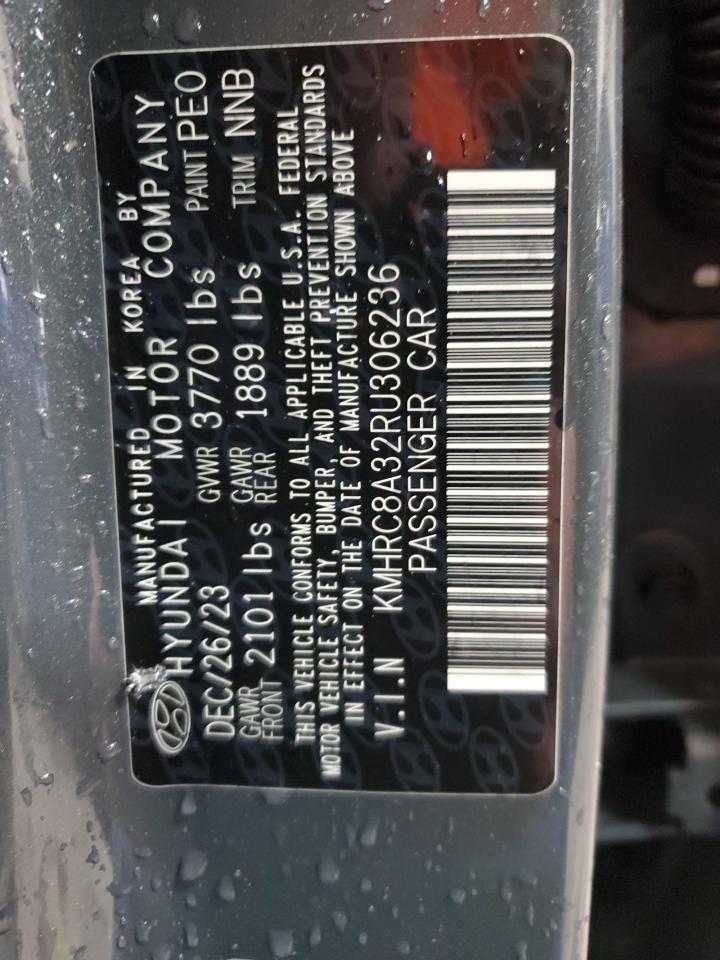 MANUFACTURED IN KOREA BY
HYUNDAI MOTOR COMPANY
DEC/26/23 GVWR 3770 lbs PAINT PE0
GAWR FRONT 2101 lbs GAWR REAR 1889 lbs TRIM NNB
THIS VEHICLE CONFORMS TO ALL APPLICABLE U.S.A. FEDERAL
MOTOR VEHICLE SAFETY, BUMPER, AND THEFT PREVENTION STANDARDS
IN EFFECT ON THE DATE OF MANUFACTURE SHOWN ABOVE
V.I.N KMHRC8A32RU306236
PASSENGER CAR